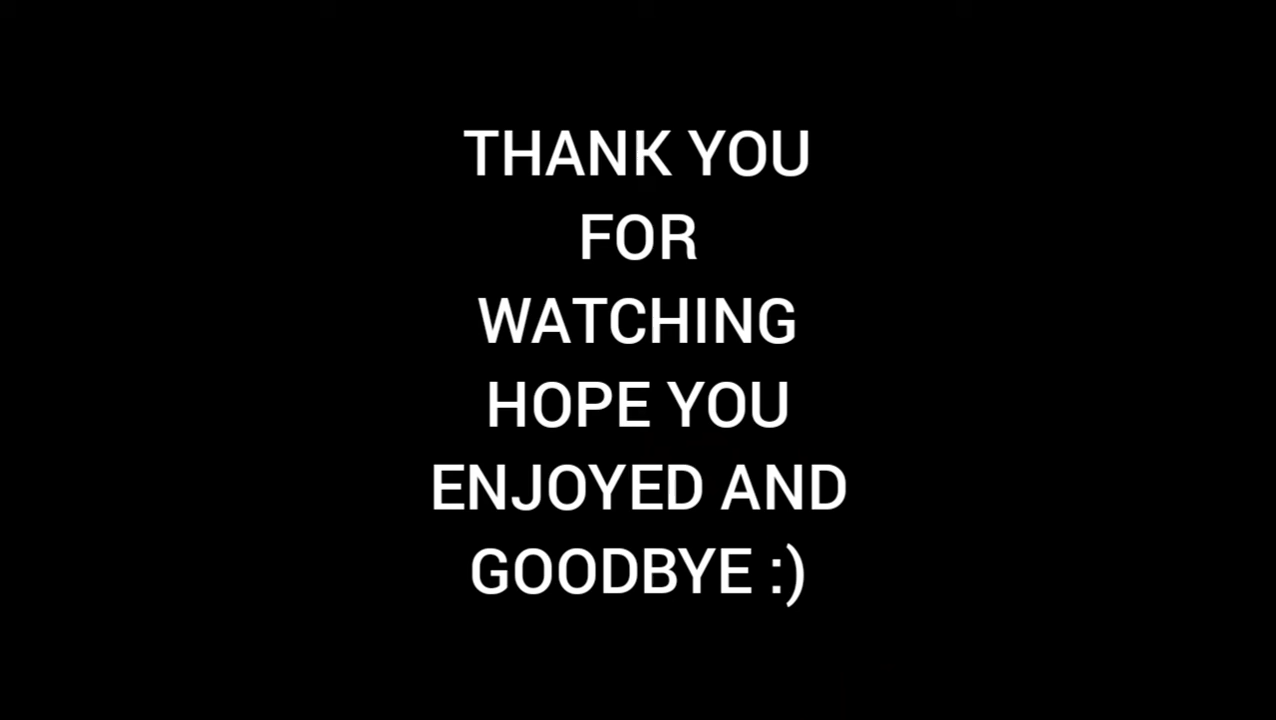 THANK YOU
FOR
WATCHING
HOPE YOU
ENJOYED AND
GOODBYE :)